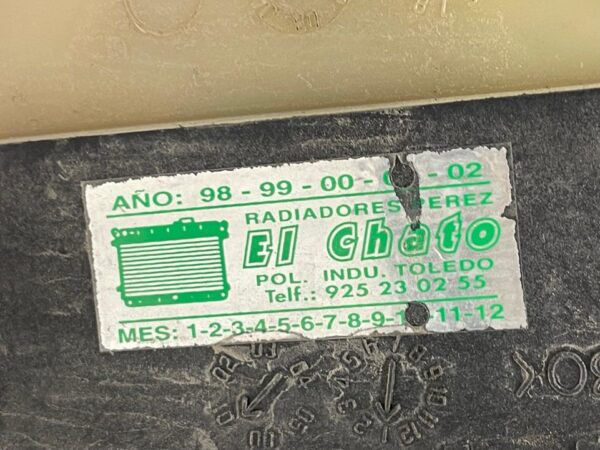 AÑO: 98 - 99 - 00 - - 02
RADIADORES PEREZ
El Chato
POL. INDU. TOLEDO
Telf.: 925 23 02 55
MES: 1-2-3-4-5-6-7-8-9- -11-12